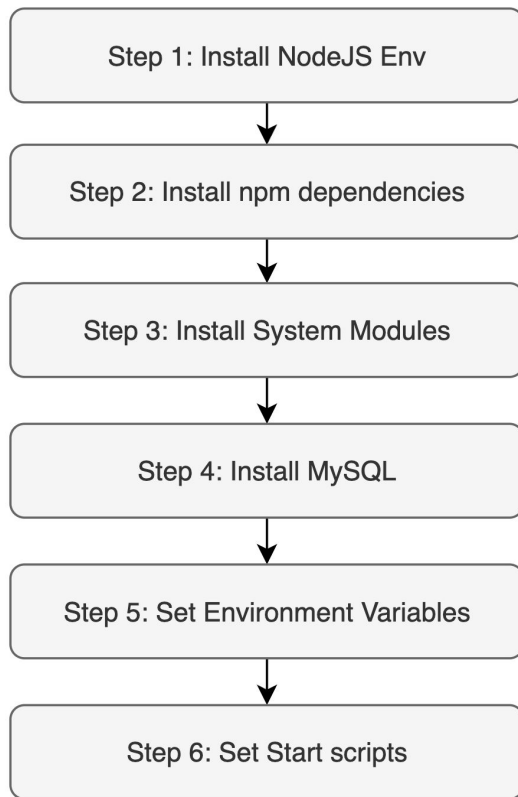 Step 1: Install NodeJS Env
Step 2: Install npm dependencies
Step 3: Install System Modules
Step 4: Install MySQL
Step 5: Set Environment Variables
Step 6: Set Start scripts